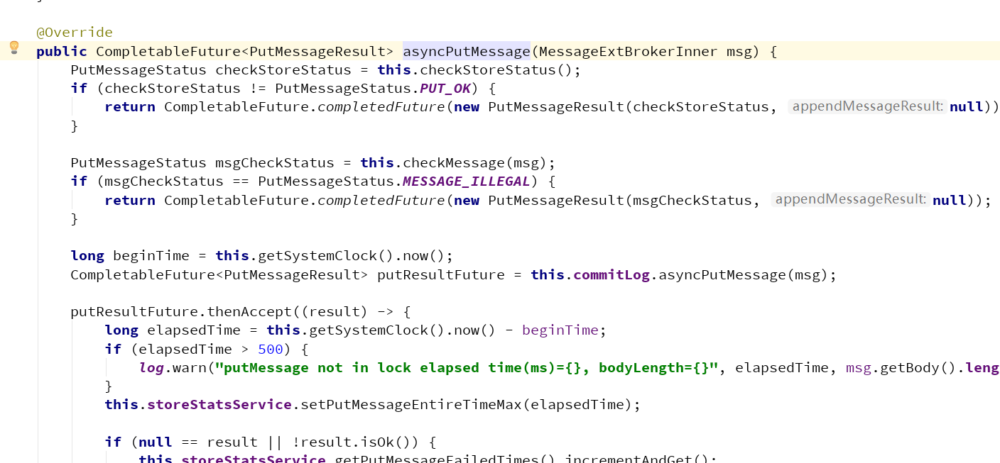 @Override
public CompletableFuture<PutMessageResult> asyncPutMessage(MessageExtBrokerInner msg) {
    PutMessageStatus checkStoreStatus = this.checkStoreStatus();
    if (checkStoreStatus != PutMessageStatus.PUT_OK) {
        return CompletableFuture.completedFuture(new PutMessageResult(checkStoreStatus, appendMessageResult: null))
    }

    PutMessageStatus msgCheckStatus = this.checkMessage(msg);
    if (msgCheckStatus == PutMessageStatus.MESSAGE_ILLEGAL) {
        return CompletableFuture.completedFuture(new PutMessageResult(msgCheckStatus, appendMessageResult: null));
    }

    long beginTime = this.getSystemClock().now();
    CompletableFuture<PutMessageResult> putResultFuture = this.commitLog.asyncPutMessage(msg);

    putResultFuture.thenAccept((result) -> {
        long elapsedTime = this.getSystemClock().now() - beginTime;
        if (elapsedTime > 500) {
            log.warn("putMessage not in lock elapsed time(ms)={}, bodyLength={}", elapsedTime, msg.getBody().leng
        }
        this.storeStatsService.setPutMessageEntireTimeMax(elapsedTime);

        if (null == result || !result.isOk()) {
            this.storeStatsService.getPutMessageFailedTimes().incrementAndGet();